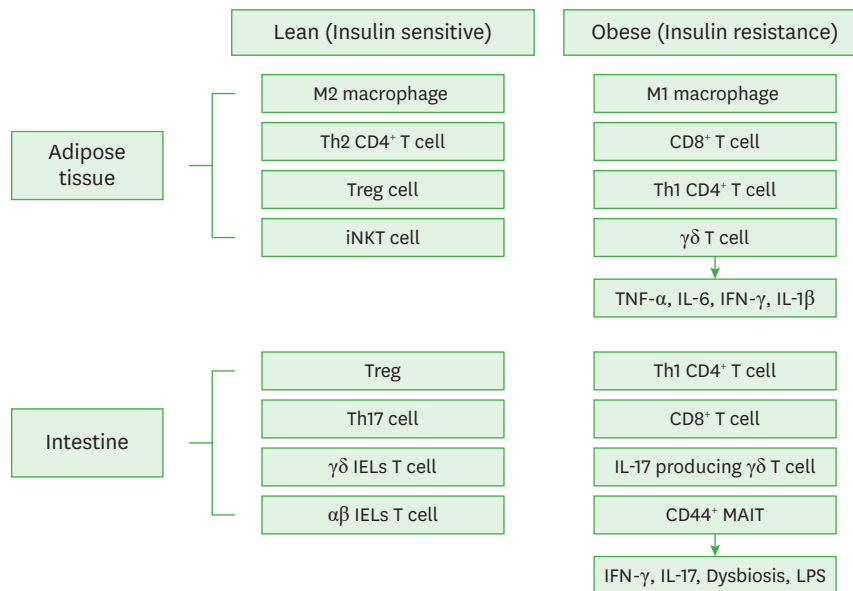 Lean (Insulin sensitive)
Obese (Insulin resistance)
Adipose
tissue
M2 macrophage
M1 macrophage
Th2 CD4⁺ T cell
CD8⁺ T cell
Treg cell
Th1 CD4⁺ T cell
iNKT cell
γδ T cell
TNF-α, IL-6, IFN-γ, IL-1β
Intestine
Treg
Th1 CD4⁺ T cell
Th17 cell
CD8⁺ T cell
γδ IELs T cell
IL-17 producing γδ T cell
αβ IELs T cell
CD44⁺ MAIT
IFN-γ, IL-17, Dysbiosis, LPS